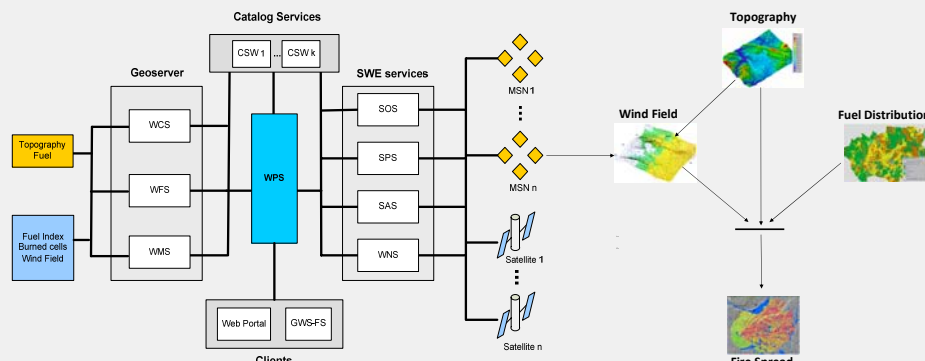 Catalog Services
CSW 1 ... CSW k
Geoserver
SWE services
WCS
WFS
WMS
Topography
Fuel
Fuel Index
Burned cells
Wind Field
WPS
SOS
SPS
SAS
WNS
MSN 1
MSN n
Satellite 1
Satellite n
Web Portal
GWS-FS
Clients
Topography
Wind Field
Fuel Distribution
Fire Spread